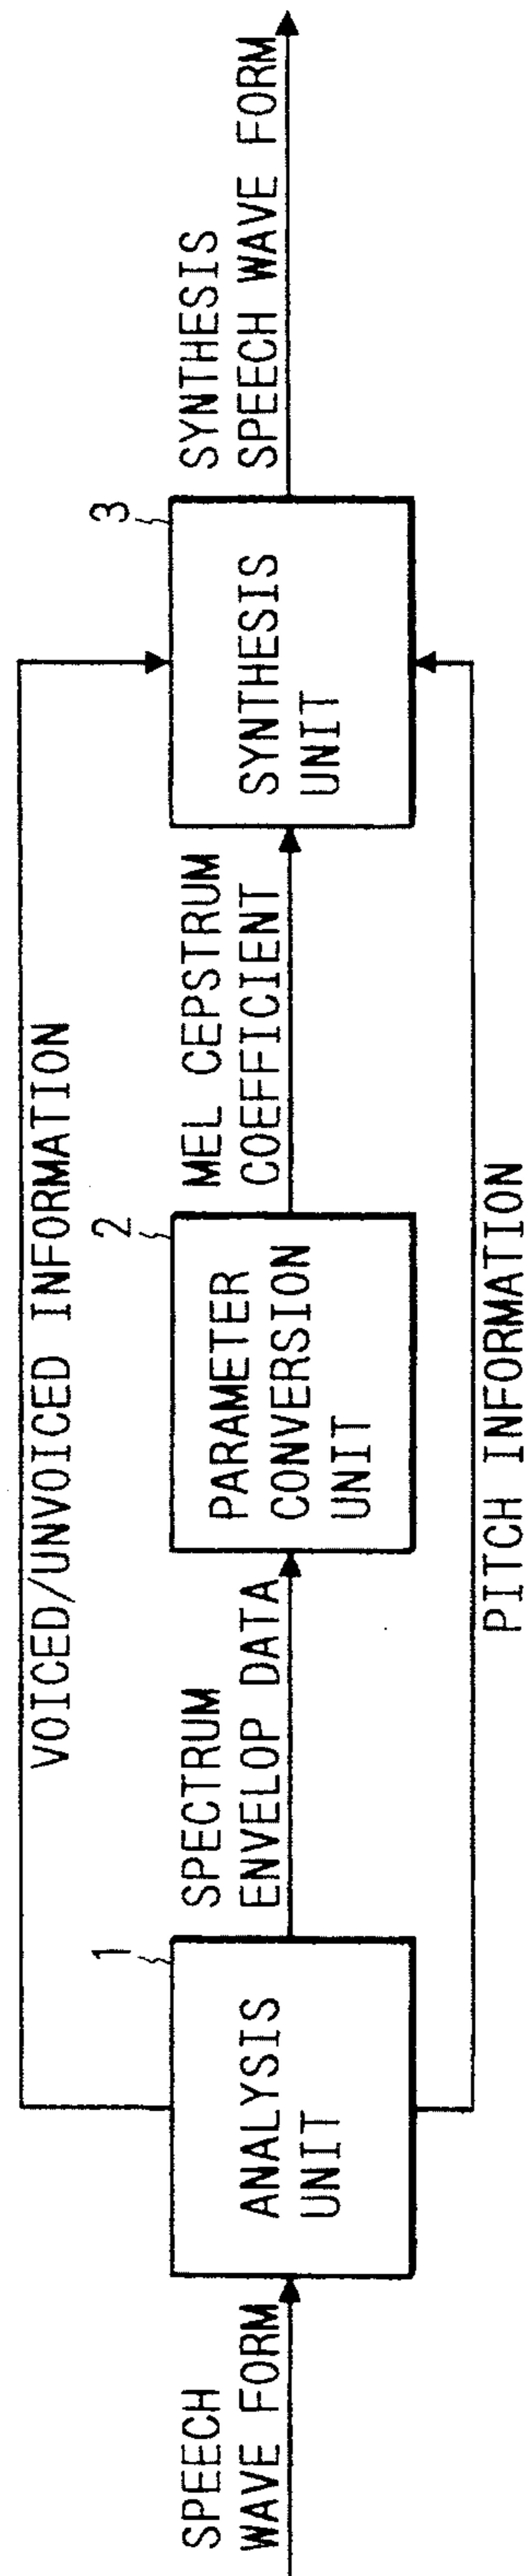 SPEECH
WAVE FORM
1
ANALYSIS
UNIT
SPECTRUM
ENVELOP DATA
VOICED/UNVOICED INFORMATION
2
PARAMETER
CONVERSION
UNIT
PITCH INFORMATION
MEL CEPSTRUM
COEFFICIENT
3
SYNTHESIS
UNIT
SYNTHESIS
SPEECH WAVE FORM